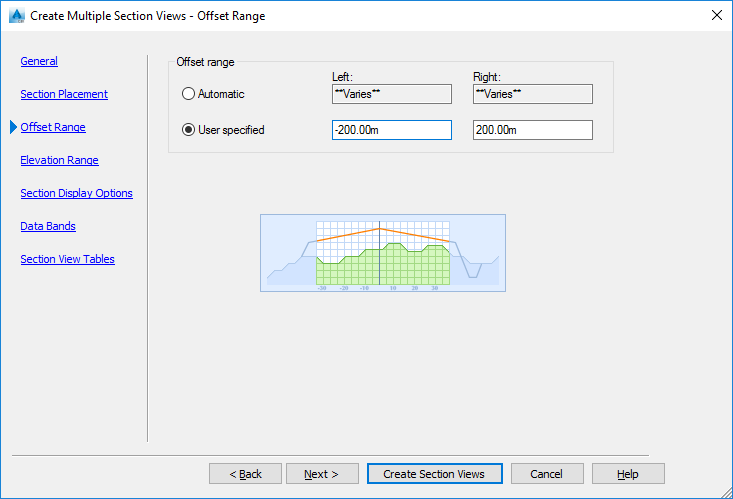 Create Multiple Section Views - Offset Range
General
Section Placement
Offset Range
Elevation Range
Section Display Options
Data Bands
Section View Tables
Offset range
Left: Right:
Automatic **Varies** **Varies**
User specified -200.00m 200.00m
-30 -20 -10 10 20 30
< Back Next > Create Section Views Cancel Help